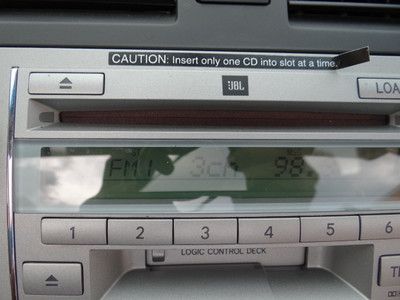 CAUTION: Insert only one CD into slot at a time.
JBL
LOA
FM1 3CH 98.
1 2 3 4 5 6
LOGIC CONTROL DECK